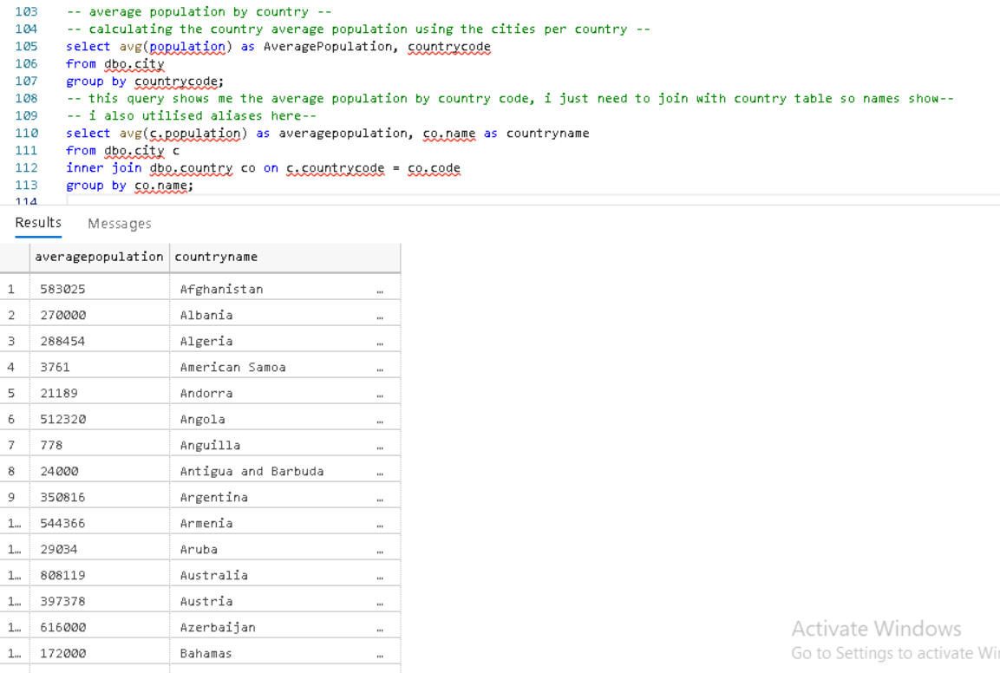 103 -- average population by country --
104 -- calculating the country average population using the cities per country --
105 select avg(population) as AveragePopulation, countrycode
106 from dbo.city
107 group by countrycode;
108 -- this query shows me the average population by country code, i just need to join with country table so names show--
109 -- i also utilised aliases here--
110 select avg(c.population) as averagepopulation, co.name as countryname
111 from dbo.city c
112 inner join dbo.country co on c.countrycode = co.code
113 group by co.name;
114
Results Messages
averagepopulation countryname
1 583025 Afghanistan …
2 270000 Albania …
3 288454 Algeria …
4 3761 American Samoa …
5 21189 Andorra …
6 512320 Angola …
7 778 Anguilla …
8 24000 Antigua and Barbuda …
9 350816 Argentina …
1… 544366 Armenia …
1… 29034 Aruba …
1… 808119 Australia …
1… 397378 Austria …
1… 616000 Azerbaijan …
1… 172000 Bahamas …
Activate Windows
Go to Settings to activate Wi